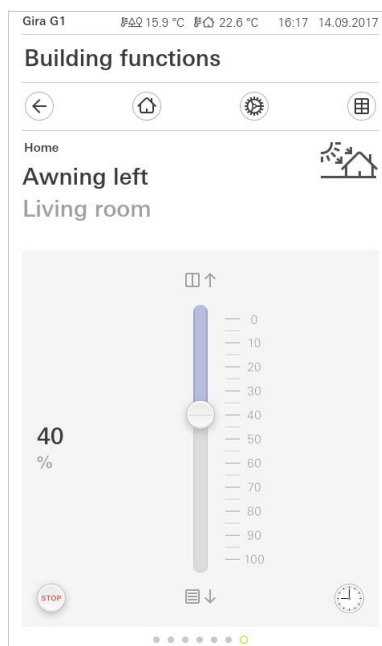 Gira G1 15.9 °C 22.6 °C 16:17 14.09.2017
Building functions
Home
Awning left
Living room
0
10
20
30
40
50
60
70
80
90
100
40
%
STOP